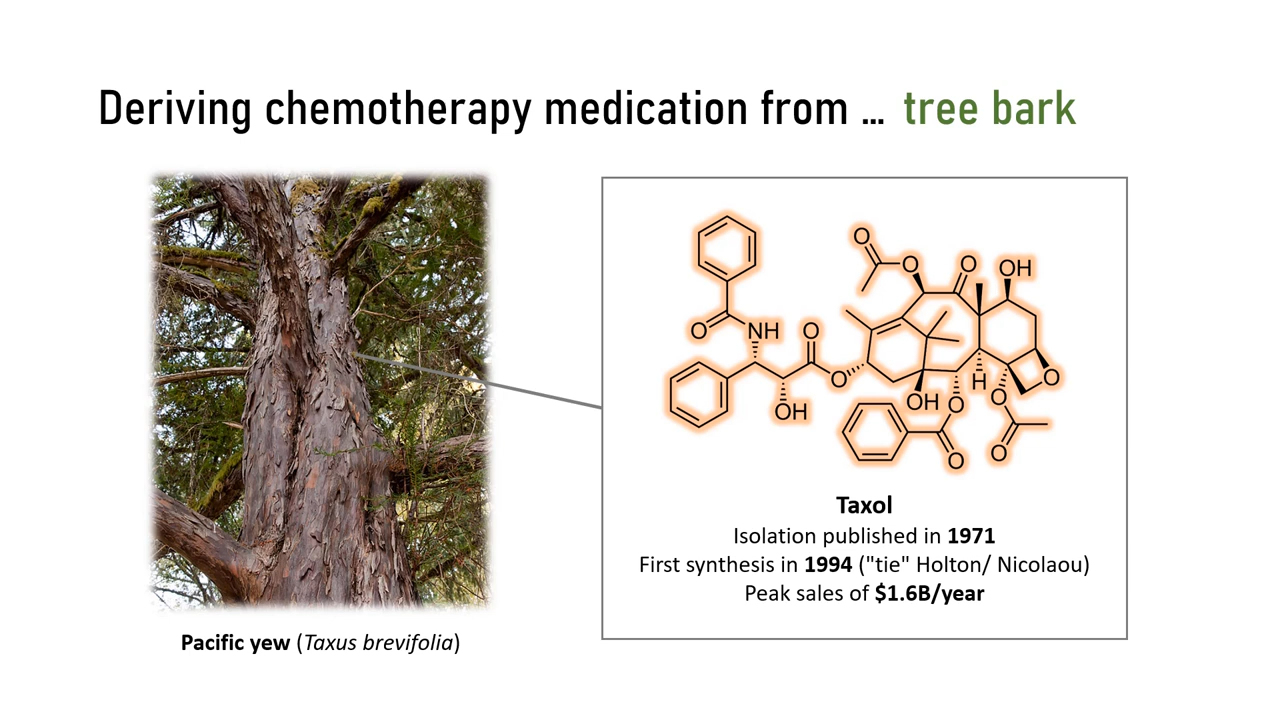 Deriving chemotherapy medication from ... tree bark
O
O
O
OH
O
NH
O
O
H
O
OH
OH
O
O
O
O
Taxol
Isolation published in 1971
First synthesis in 1994 ("tie" Holton/ Nicolaou)
Peak sales of $1.6B/year
Pacific yew (Taxus brevifolia)